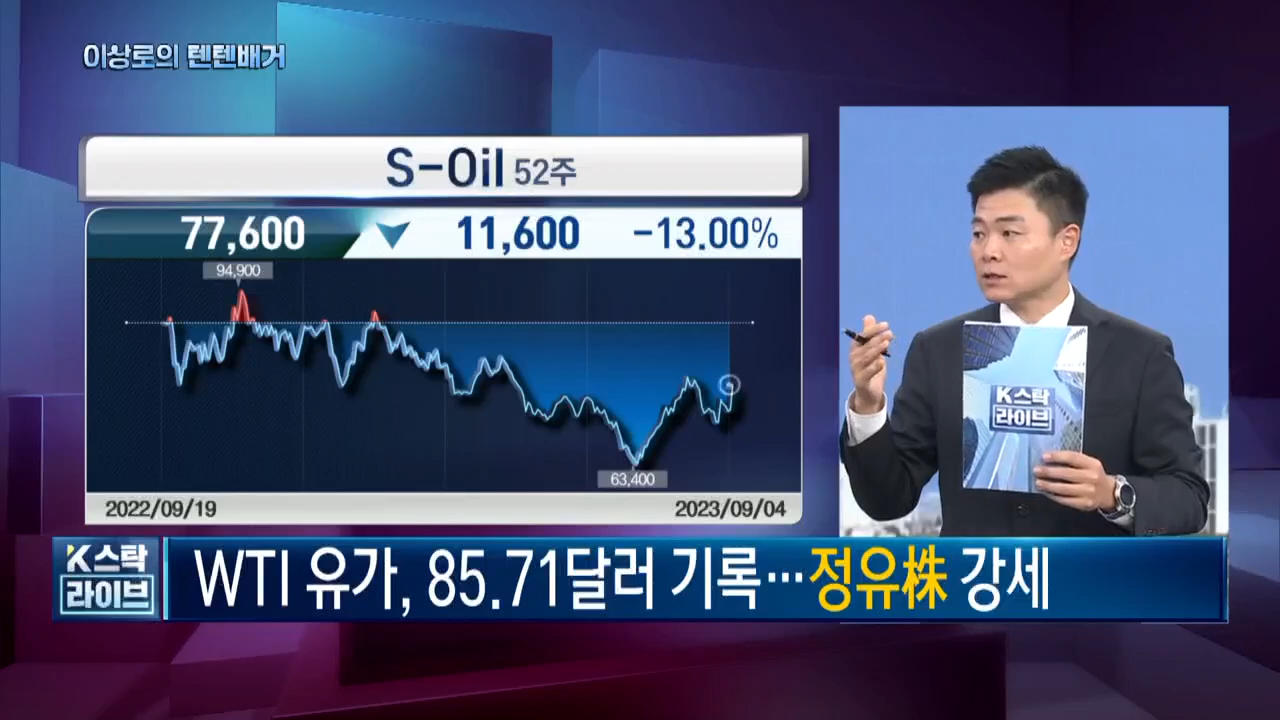 이상로의 텐텐배거
S-Oil 52주
77,600 ▼ 11,600 -13.00%
94,900
63,400
2022/09/19 2023/09/04
K스탁
라이브
K스탁
라이브
WTI 유가, 85.71달러 기록…정유株 강세